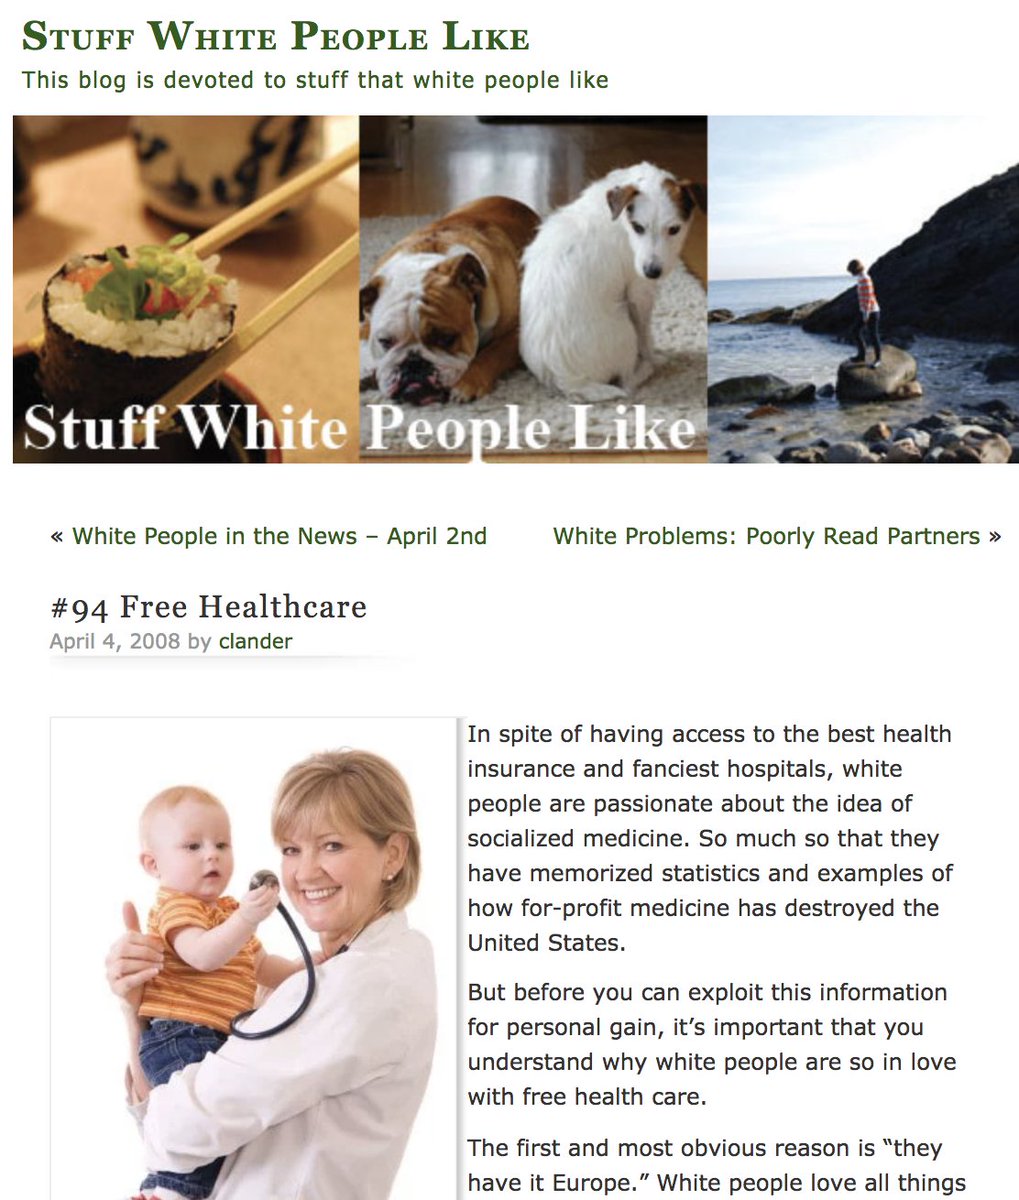 Stuff White People Like
This blog is devoted to stuff that white people like
Stuff White People Like
« White People in the News – April 2nd
White Problems: Poorly Read Partners »
#94 Free Healthcare
April 4, 2008 by clander
In spite of having access to the best health
insurance and fanciest hospitals, white
people are passionate about the idea of
socialized medicine. So much so that they
have memorized statistics and examples of
how for-profit medicine has destroyed the
United States.
But before you can exploit this information
for personal gain, it’s important that you
understand why white people are so in love
with free health care.
The first and most obvious reason is “they
have it Europe.” White people love all things